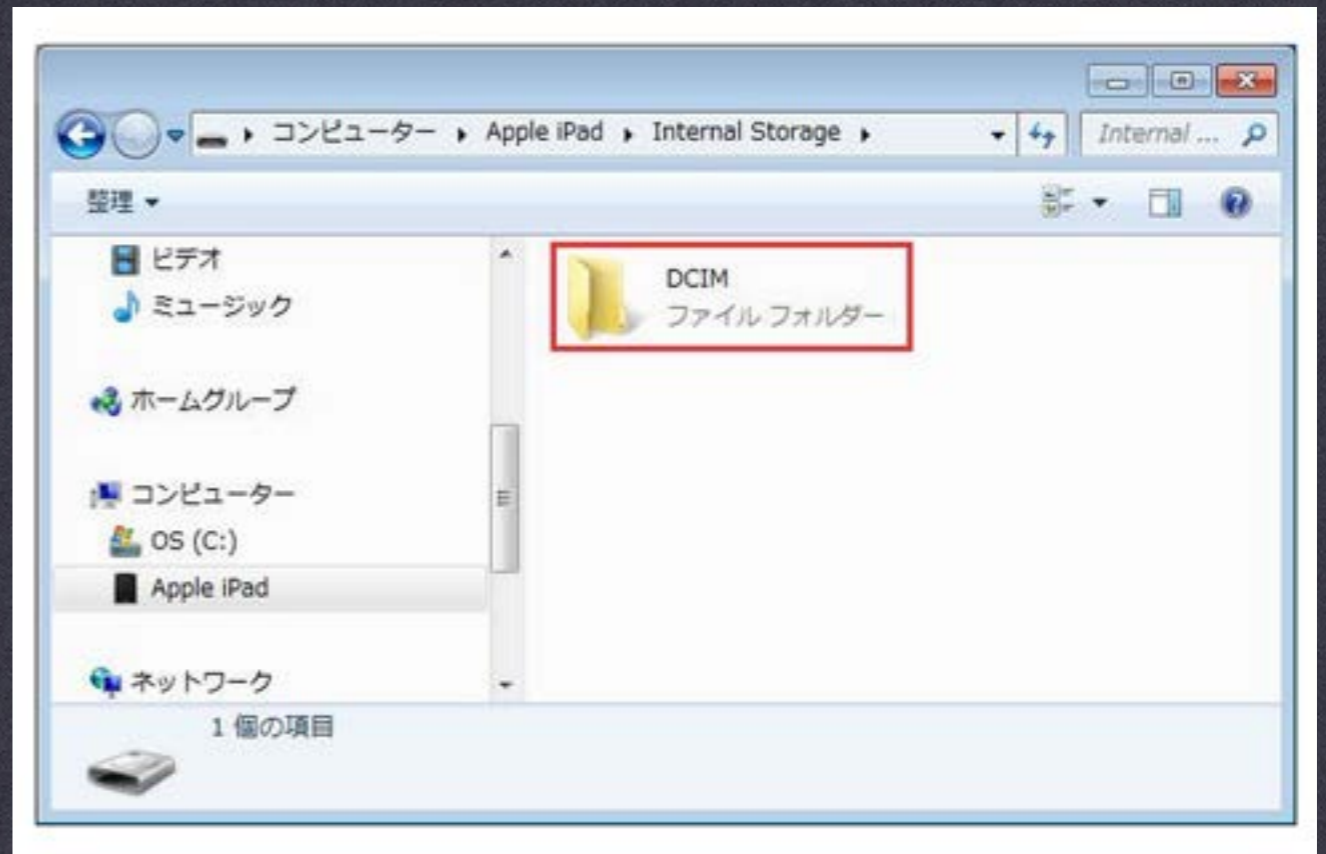 コンピューター Apple iPad Internal Storage Internal ...
整理
ビデオ
ミュージック
ホームグループ
コンピューター
OS (C:)
Apple iPad
ネットワーク
DCIM
ファイル フォルダー
1 個の項目